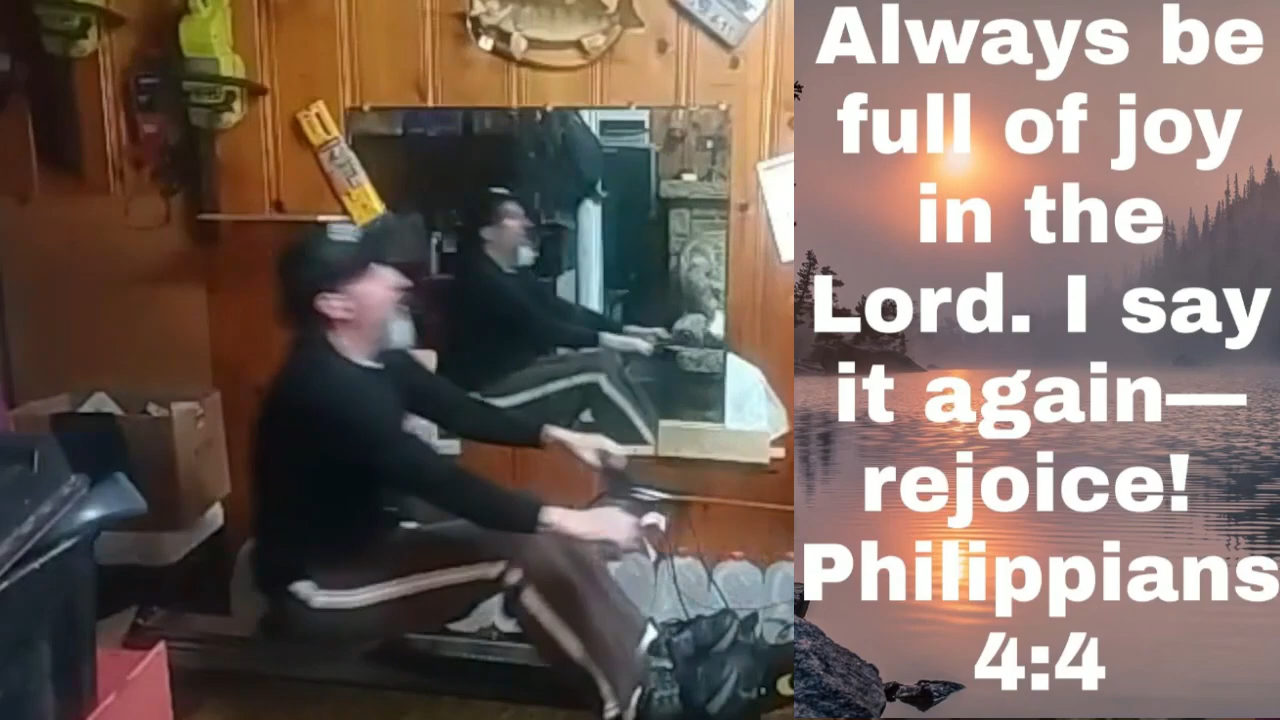 Always be
full of joy
in the
Lord. I say
it again—
rejoice!
Philippians
4:4